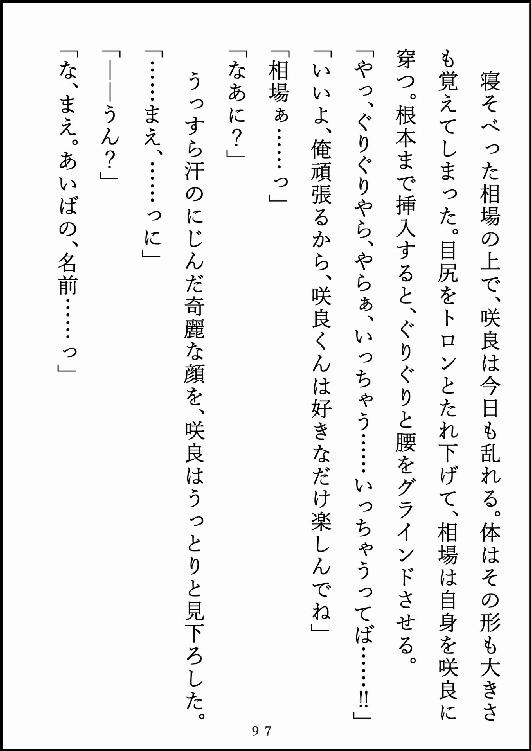 寝そべった相場の上で、咲良は今日も乱れる。体はその形も大きさ
も覚えてしまった。目尻をトロンとたれ下げて、相場は自身を咲良に
穿つ。根本まで挿入すると、ぐりぐりと腰をグラインドさせる。
「やっ、ぐりぐりやら、やらぁ、いっちゃう……いっちゃうってば……!!」
「いいよ、俺頑張るから、咲良くんは好きなだけ楽しんでね」
「相場ぁ……っ」
「なあに？」
うっすら汗のにじんだ奇麗な顔を、咲良はうっとりと見下ろした。
「……まえ、……っに」
「――うん？」
「な、まえ。あいばの、名前……っ」
97